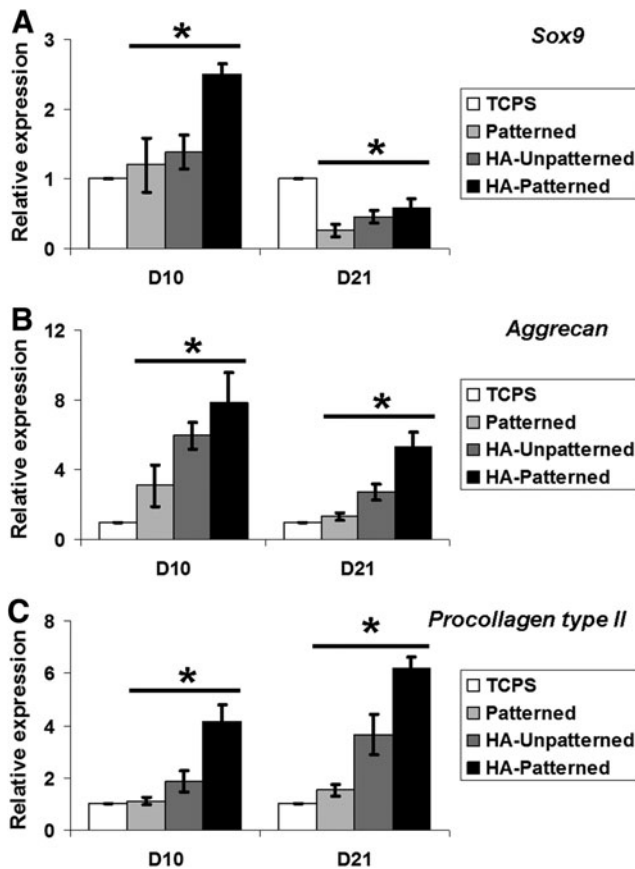 A
Sox9
Relative expression
3
2
1
0
*
*
D10
D21
TCPS
Patterned
HA-Unpatterned
HA-Patterned
B
Aggrecan
Relative expression
12
8
4
0
*
*
D10
D21
TCPS
Patterned
HA-Unpatterned
HA-Patterned
C
Procollagen type II
Relative expression
8
6
4
2
0
*
*
D10
D21
TCPS
Patterned
HA-Unpatterned
HA-Patterned